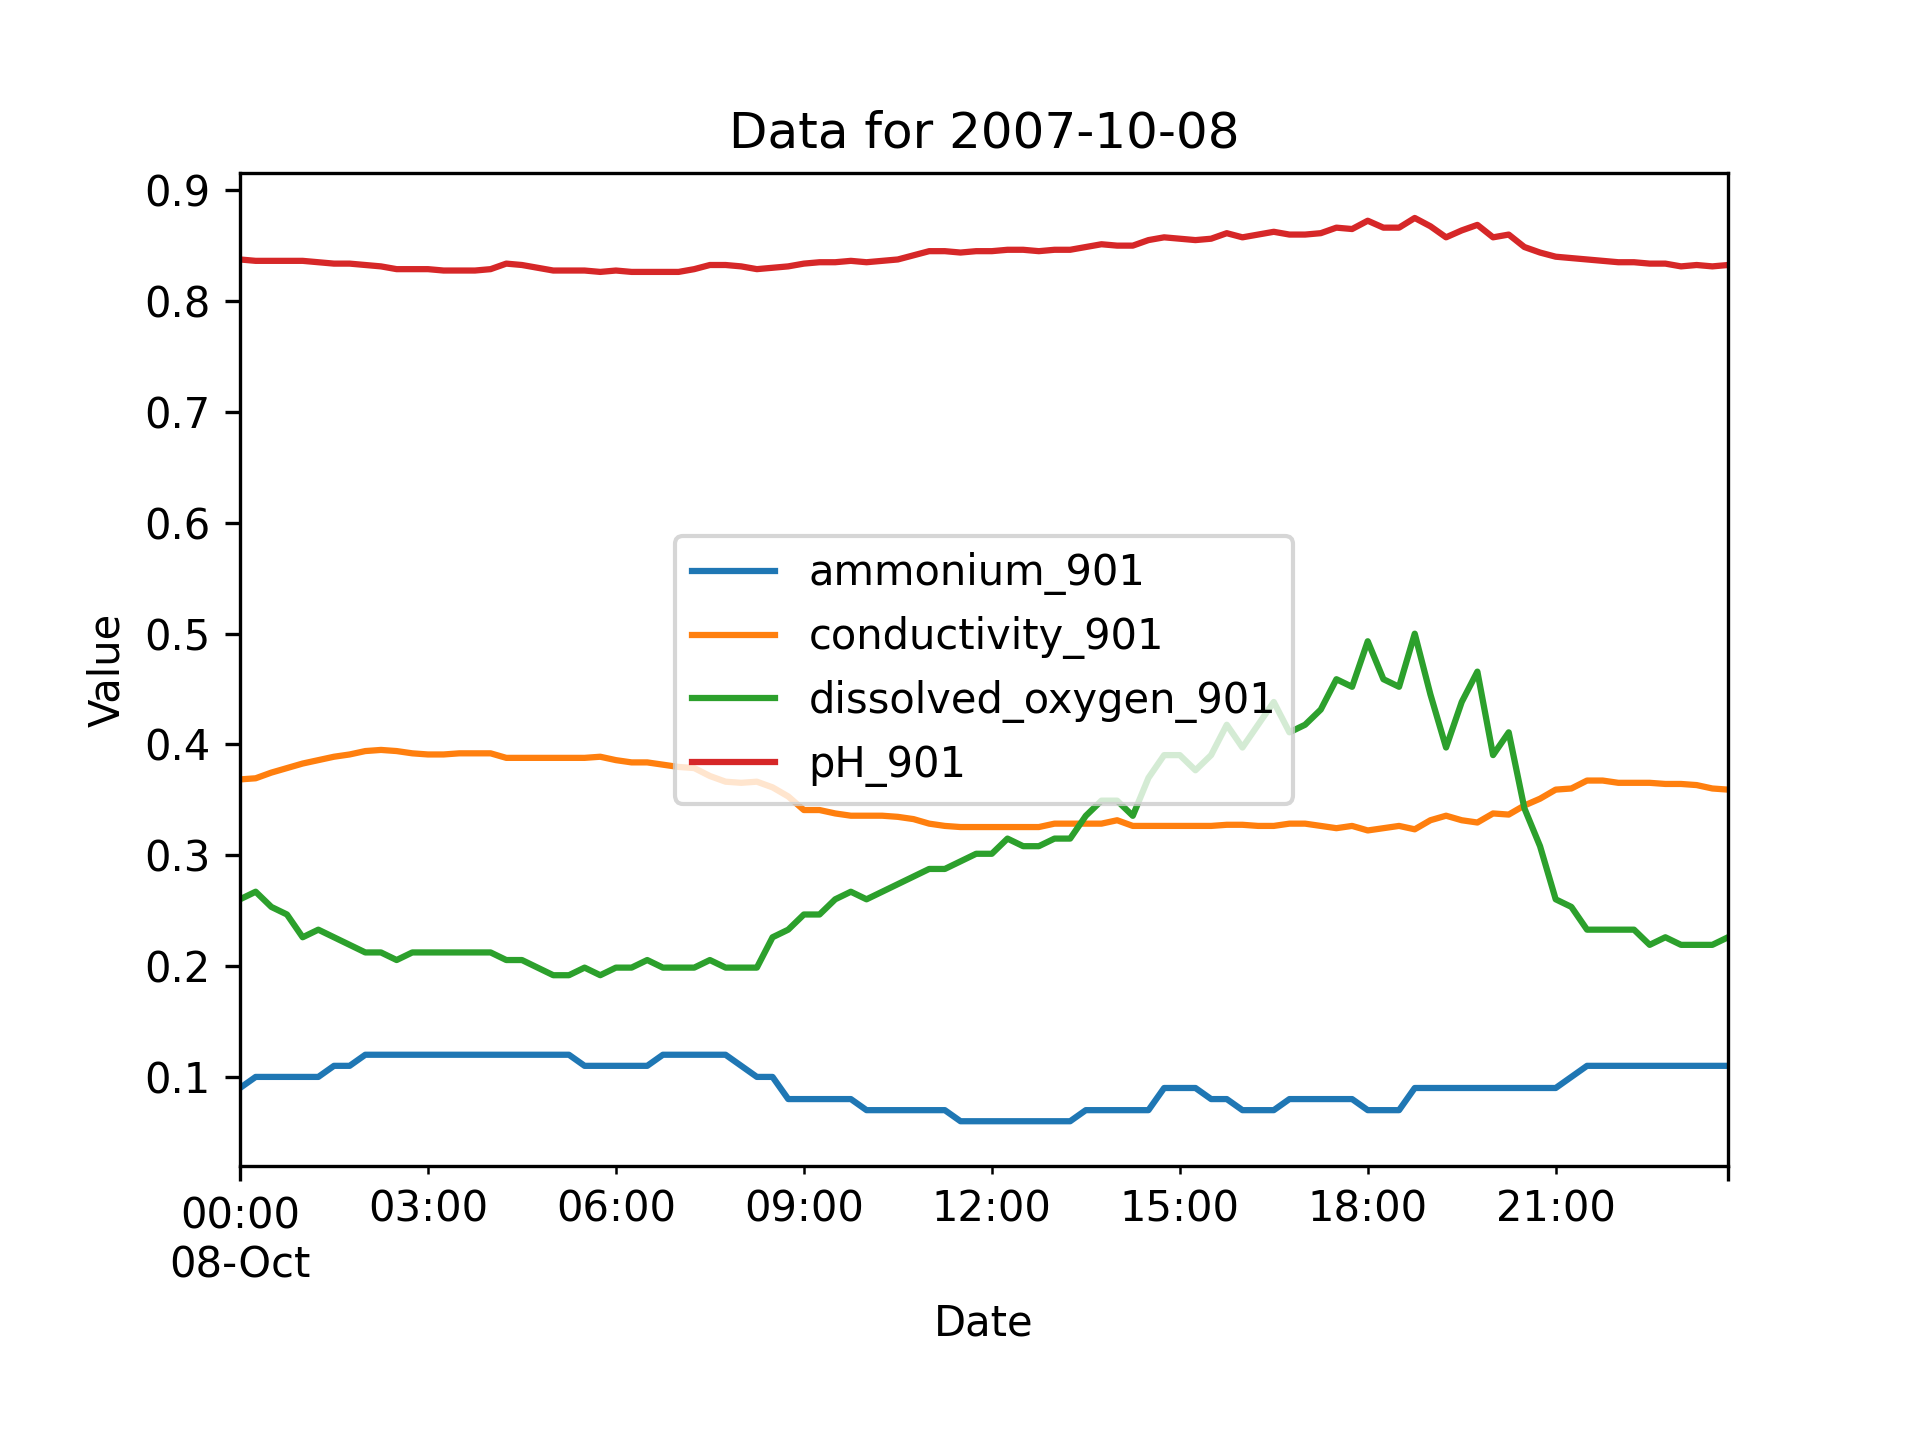 Data for 2007-10-08
0.9
0.8
0.7
0.6
0.5
0.4
0.3
0.2
0.1
Value
ammonium_901
conductivity_901
dissolved_oxygen_901
pH_901
00:00 03:00 06:00 09:00 12:00 15:00 18:00 21:00
08-Oct
Date